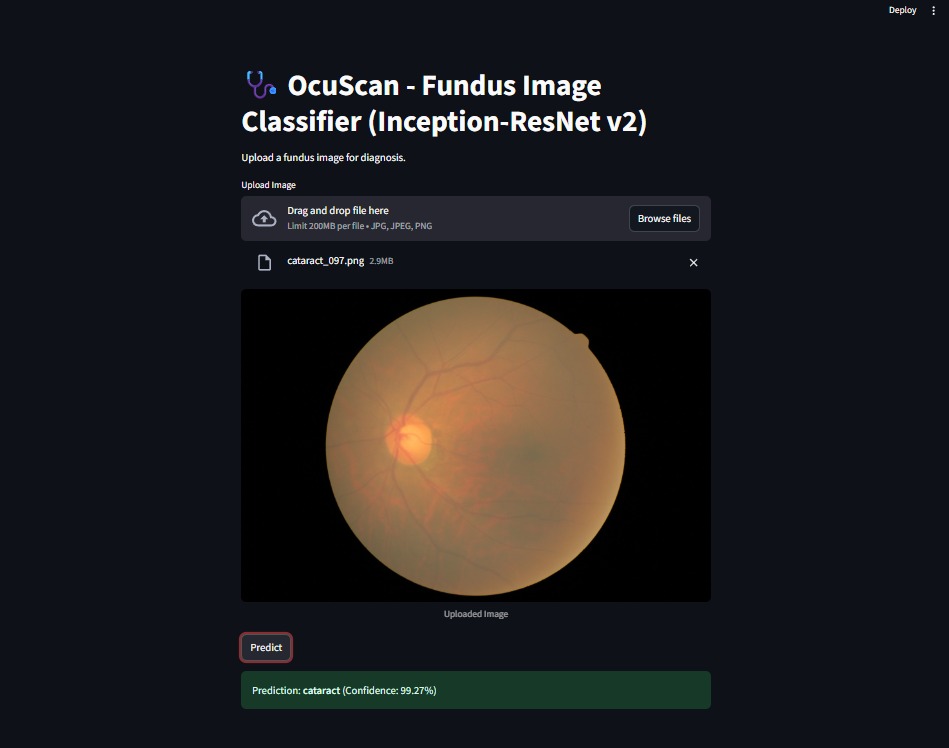 Deploy
OcuScan - Fundus Image
Classifier (Inception-ResNet v2)
Upload a fundus image for diagnosis.
Upload Image
Drag and drop file here
Limit 200MB per file • JPG, JPEG, PNG
Browse files
cataract_097.png 2.9MB
Uploaded Image
Predict
Prediction: cataract (Confidence: 99.27%)